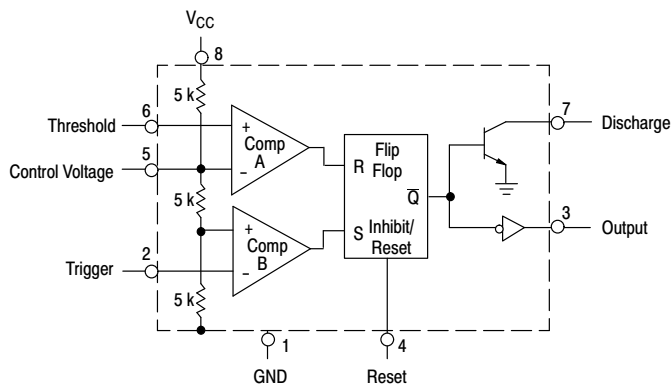 VCC
8
5 k
Threshold
6
+
Comp
A
–
Control Voltage
5
5 k
+
Comp
B
–
Trigger
2
5 k
R
Flip
Flop
Q
S
Inhibit/
Reset
7
Discharge
3
Output
1
GND
4
Reset